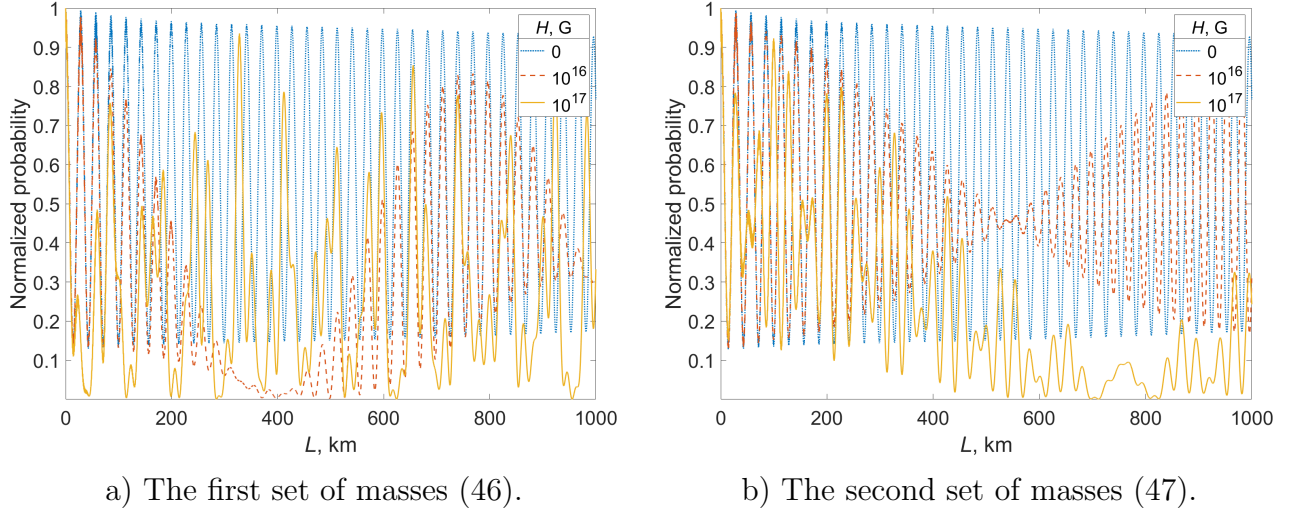 1
0.9
0.8
0.7
0.6
0.5
0.4
0.3
0.2
0.1
Normalized probability
0 200 400 600 800 1000
L, km
H, G
0
10^16
10^17
a) The first set of masses (46).
1
0.9
0.8
0.7
0.6
0.5
0.4
0.3
0.2
0.1
Normalized probability
0 200 400 600 800 1000
L, km
H, G
0
10^16
10^17
b) The second set of masses (47).